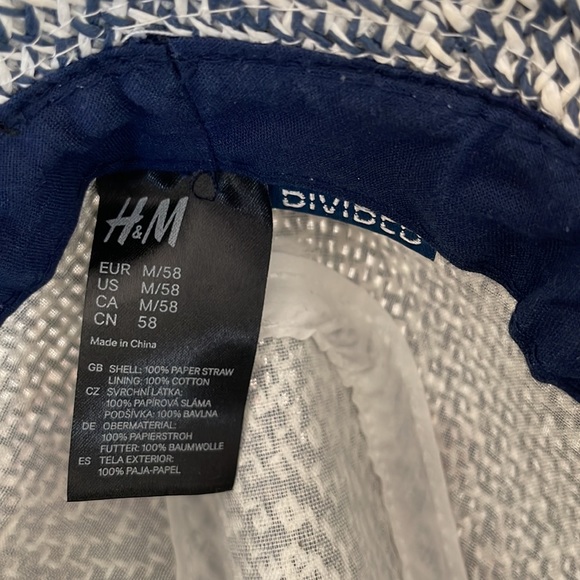 H&M
DIVIDED
EUR M/58
US M/58
CA M/58
CN 58
Made in China
GB SHELL: 100% PAPER STRAW
LINING: 100% COTTON
CZ SVRCHNÍ LÁTKA:
100% PAPÍROVÁ SLÁMA
PODŠÍVKA: 100% BAVLNA
DE OBERMATERIAL:
100% PAPIERSTROH
FUTTER: 100% BAUMWOLLE
ES TELA EXTERIOR:
100% PAJA-PAPEL